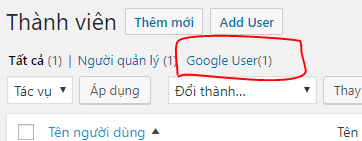 Thành viên Thêm mới Add User
Tất cả (1) | Người quản lý (1) Google User(1)
Tác vụ Áp dụng Đổi thành... Thay
Tên người dùng Tên